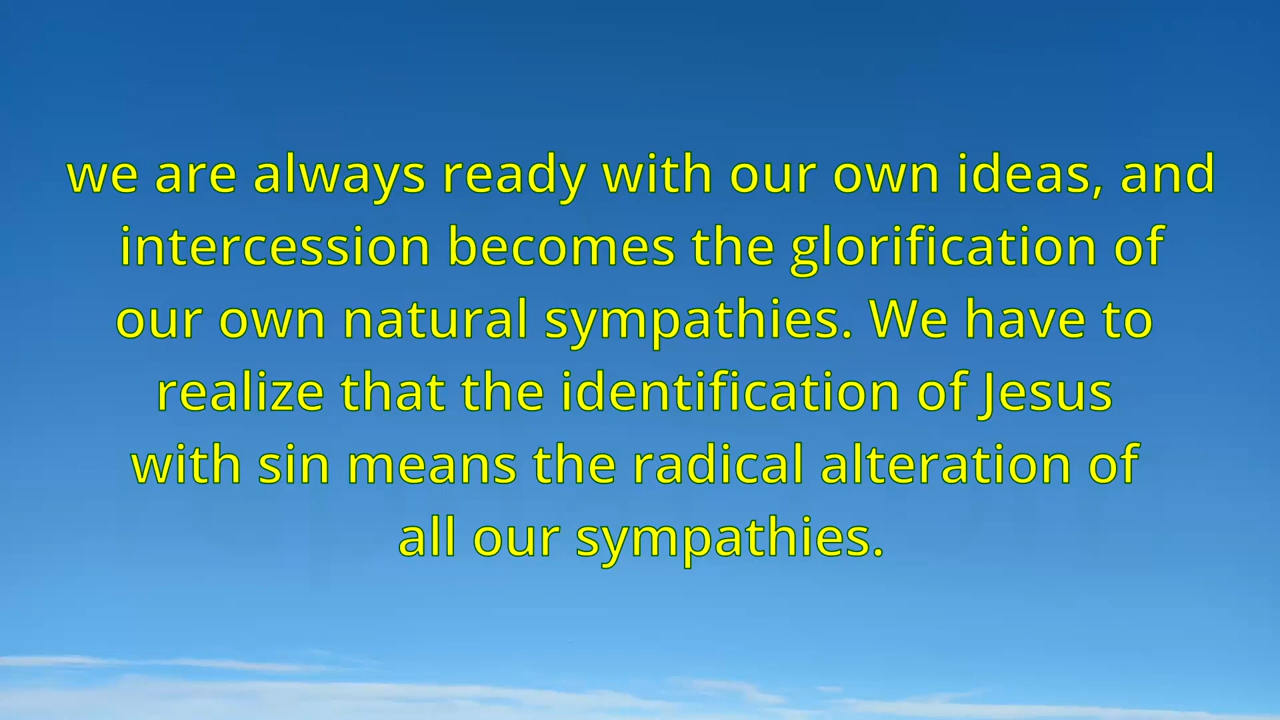 we are always ready with our own ideas, and
intercession becomes the glorification of
our own natural sympathies. We have to
realize that the identification of Jesus
with sin means the radical alteration of
all our sympathies.